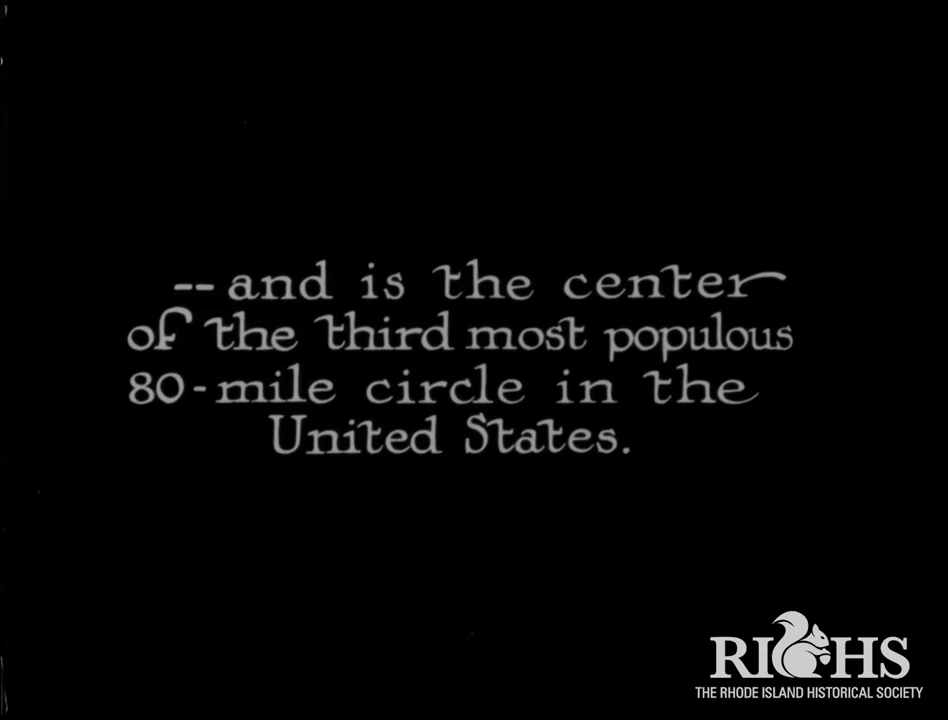 -- and is the center
of the third most populous
80-mile circle in the
United States.
RIHS
THE RHODE ISLAND HISTORICAL SOCIETY